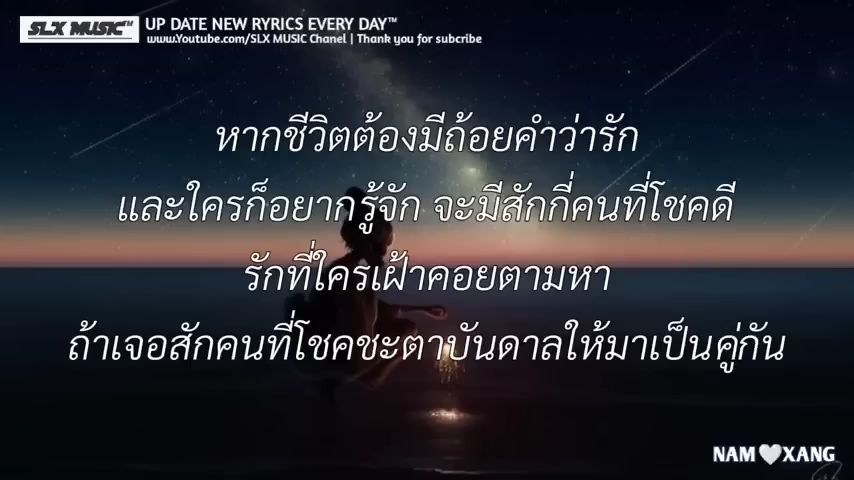 SLX MUSIC™
UP DATE NEW RYRICS EVERY DAY™
www.Youtube.com/SLX MUSIC Chanel | Thank you for subcribe
หากชีวิตต้องมีถ้อยคำว่ารัก
และใครก็อยากรู้จัก จะมีสักกี่คนที่โชคดี
รักที่ใครเฝ้าคอยตามหา
ถ้าเจอสักคนที่โชคชะตาบันดาลให้มาเป็นคู่กัน
NAM🤍XANG